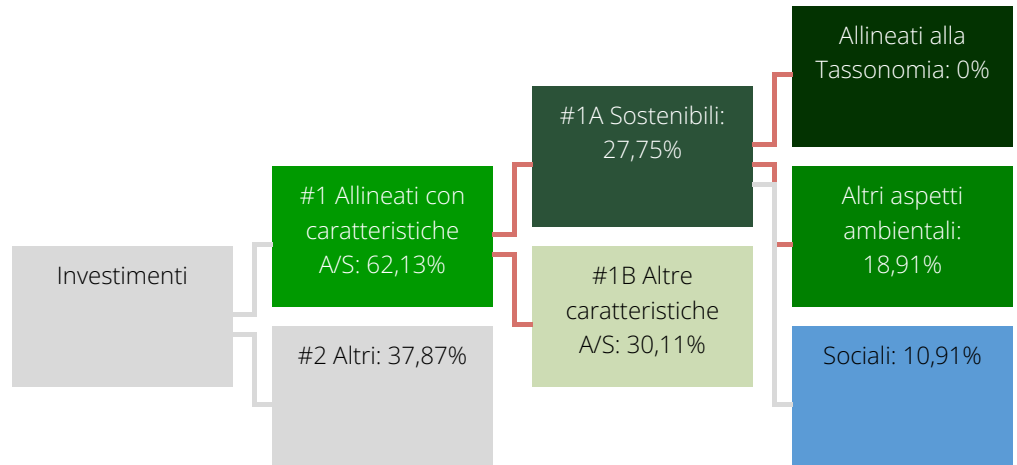 Investimenti
#1 Allineati con
caratteristiche
A/S: 62,13%
#2 Altri: 37,87%
#1A Sostenibili:
27,75%
#1B Altre
caratteristiche
A/S: 30,11%
Allineati alla
Tassonomia: 0%
Altri aspetti
ambientali:
18,91%
Sociali: 10,91%